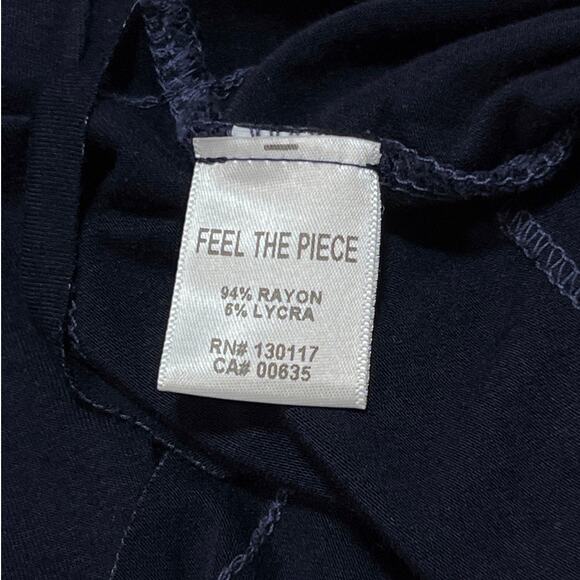 FEEL THE PIECE
94% RAYON
6% LYCRA
RN# 130117
CA# 00635